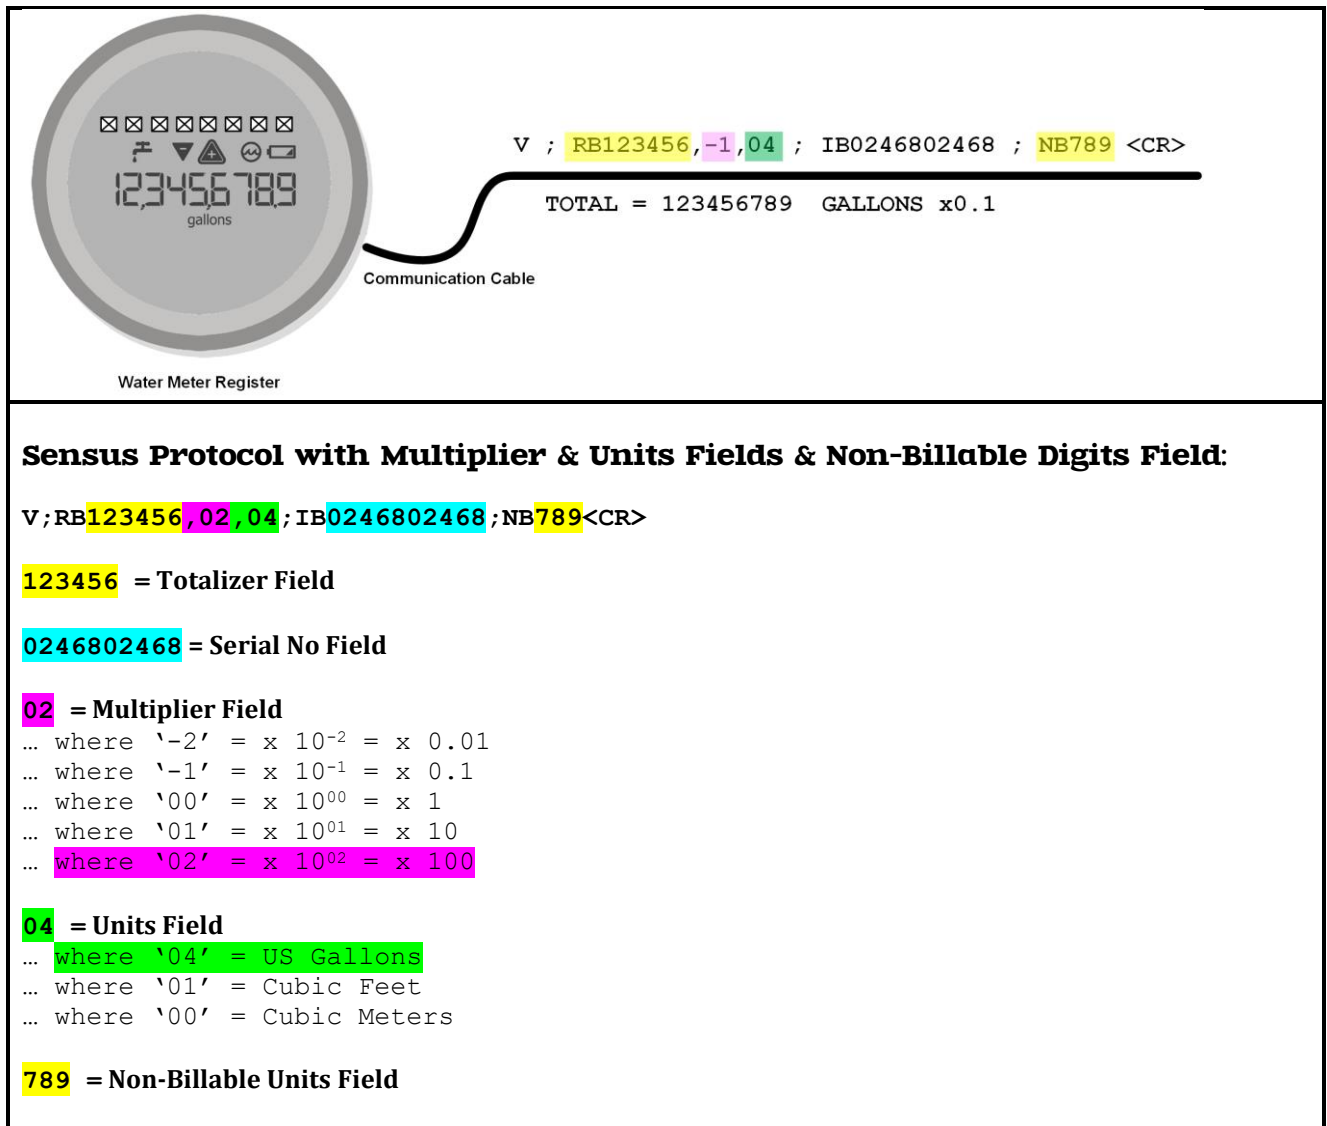 V ; RB123456,-1,04 ; IB0246802468 ; NB789 <CR>
12,345,678.9
gallons
TOTAL = 123456789 GALLONS x0.1
Communication Cable
Water Meter Register
Sensus Protocol with Multiplier & Units Fields & Non-Billable Digits Field:
V;RB123456,02,04;IB0246802468;NB789<CR>
123456 = Totalizer Field
0246802468 = Serial No Field
02 = Multiplier Field
… where ‘-2’ = x 10⁻² = x 0.01
… where ‘-1’ = x 10⁻¹ = x 0.1
… where ‘00’ = x 10⁰⁰ = x 1
… where ‘01’ = x 10⁰¹ = x 10
… where ‘02’ = x 10⁰² = x 100
04 = Units Field
… where ‘04’ = US Gallons
… where ‘01’ = Cubic Feet
… where ‘00’ = Cubic Meters
789 = Non-Billable Units Field